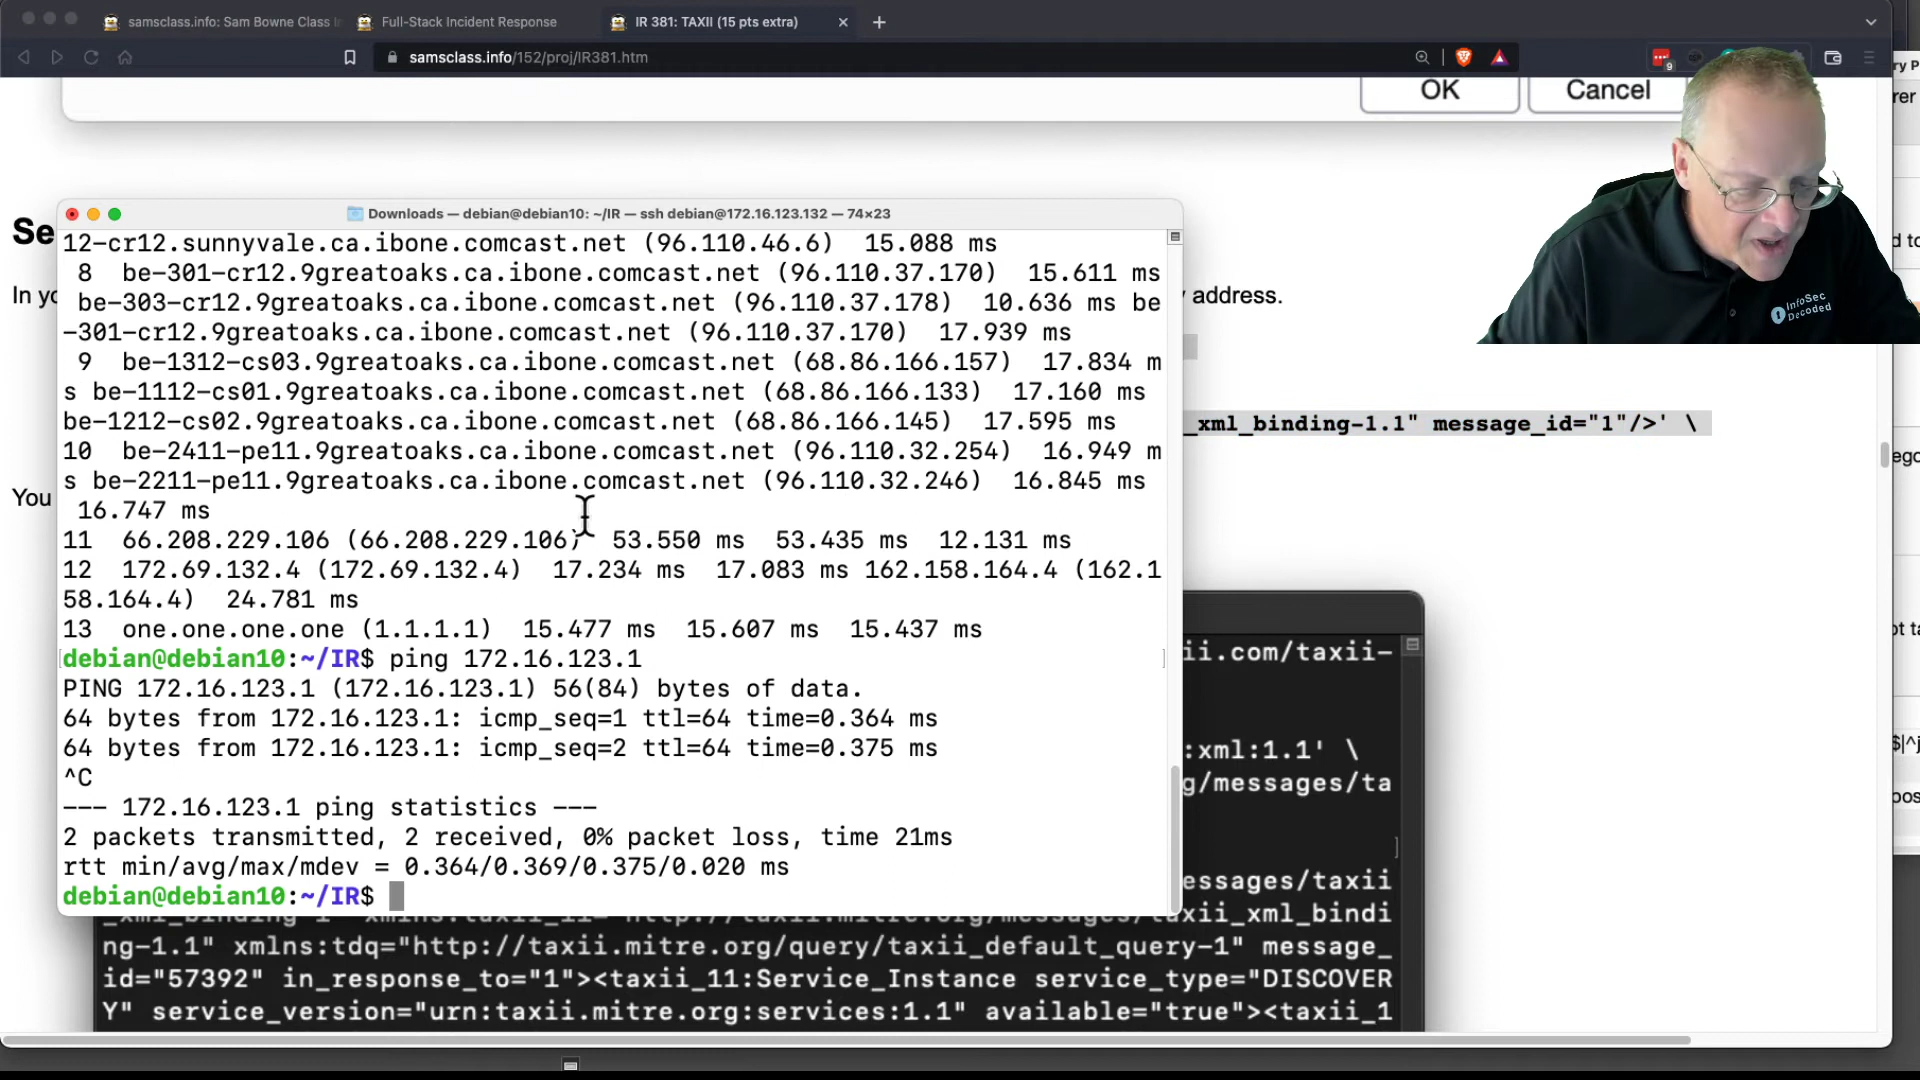 samsclass.info: Sam Bowne Class In
Full-Stack Incident Response
IR 381: TAXII (15 pts extra)
samsclass.info/152/proj/IR381.htm
9
OK
Cancel
InfoSec
Decoded
Downloads — debian@debian10: ~/IR — ssh debian@172.16.123.132 — 74×23
12-cr12.sunnyvale.ca.ibone.comcast.net (96.110.46.6)  15.088 ms
8  be-301-cr12.9greatoaks.ca.ibone.comcast.net (96.110.37.170)  15.611 ms
be-303-cr12.9greatoaks.ca.ibone.comcast.net (96.110.37.178)  10.636 ms be
-301-cr12.9greatoaks.ca.ibone.comcast.net (96.110.37.170)  17.939 ms
9  be-1312-cs03.9greatoaks.ca.ibone.comcast.net (68.86.166.157)  17.834 m
s be-1112-cs01.9greatoaks.ca.ibone.comcast.net (68.86.166.133)  17.160 ms
be-1212-cs02.9greatoaks.ca.ibone.comcast.net (68.86.166.145)  17.595 ms
10  be-2411-pe11.9greatoaks.ca.ibone.comcast.net (96.110.32.254)  16.949 m
s be-2211-pe11.9greatoaks.ca.ibone.comcast.net (96.110.32.246)  16.845 ms
16.747 ms
11  66.208.229.106 (66.208.229.106)  53.550 ms  53.435 ms  12.131 ms
12  172.69.132.4 (172.69.132.4)  17.234 ms  17.083 ms 162.158.164.4 (162.1
58.164.4)  24.781 ms
13  one.one.one.one (1.1.1.1)  15.477 ms  15.607 ms  15.437 ms
debian@debian10:~/IR$ ping 172.16.123.1
PING 172.16.123.1 (172.16.123.1) 56(84) bytes of data.
64 bytes from 172.16.123.1: icmp_seq=1 ttl=64 time=0.364 ms
64 bytes from 172.16.123.1: icmp_seq=2 ttl=64 time=0.375 ms
^C
--- 172.16.123.1 ping statistics ---
2 packets transmitted, 2 received, 0% packet loss, time 21ms
rtt min/avg/max/mdev = 0.364/0.369/0.375/0.020 ms
debian@debian10:~/IR$
Se
In yo
address.
_xml_binding-1.1" message_id="1"/>' \
You
ii.com/taxii-
:xml:1.1' \
g/messages/ta
essages/taxii
_xml_bindi
ng-1.1" xmlns:tdq="http://taxii.mitre.org/query/taxii_default_query-1" message_
id="57392" in_response_to="1"><taxii_11:Service_Instance service_type="DISCOVER
Y" service_version="urn:taxii.mitre.org:services:1.1" available="true"><taxii_1
ry P
rer
d to
ego
ot ta
$|^j
pos